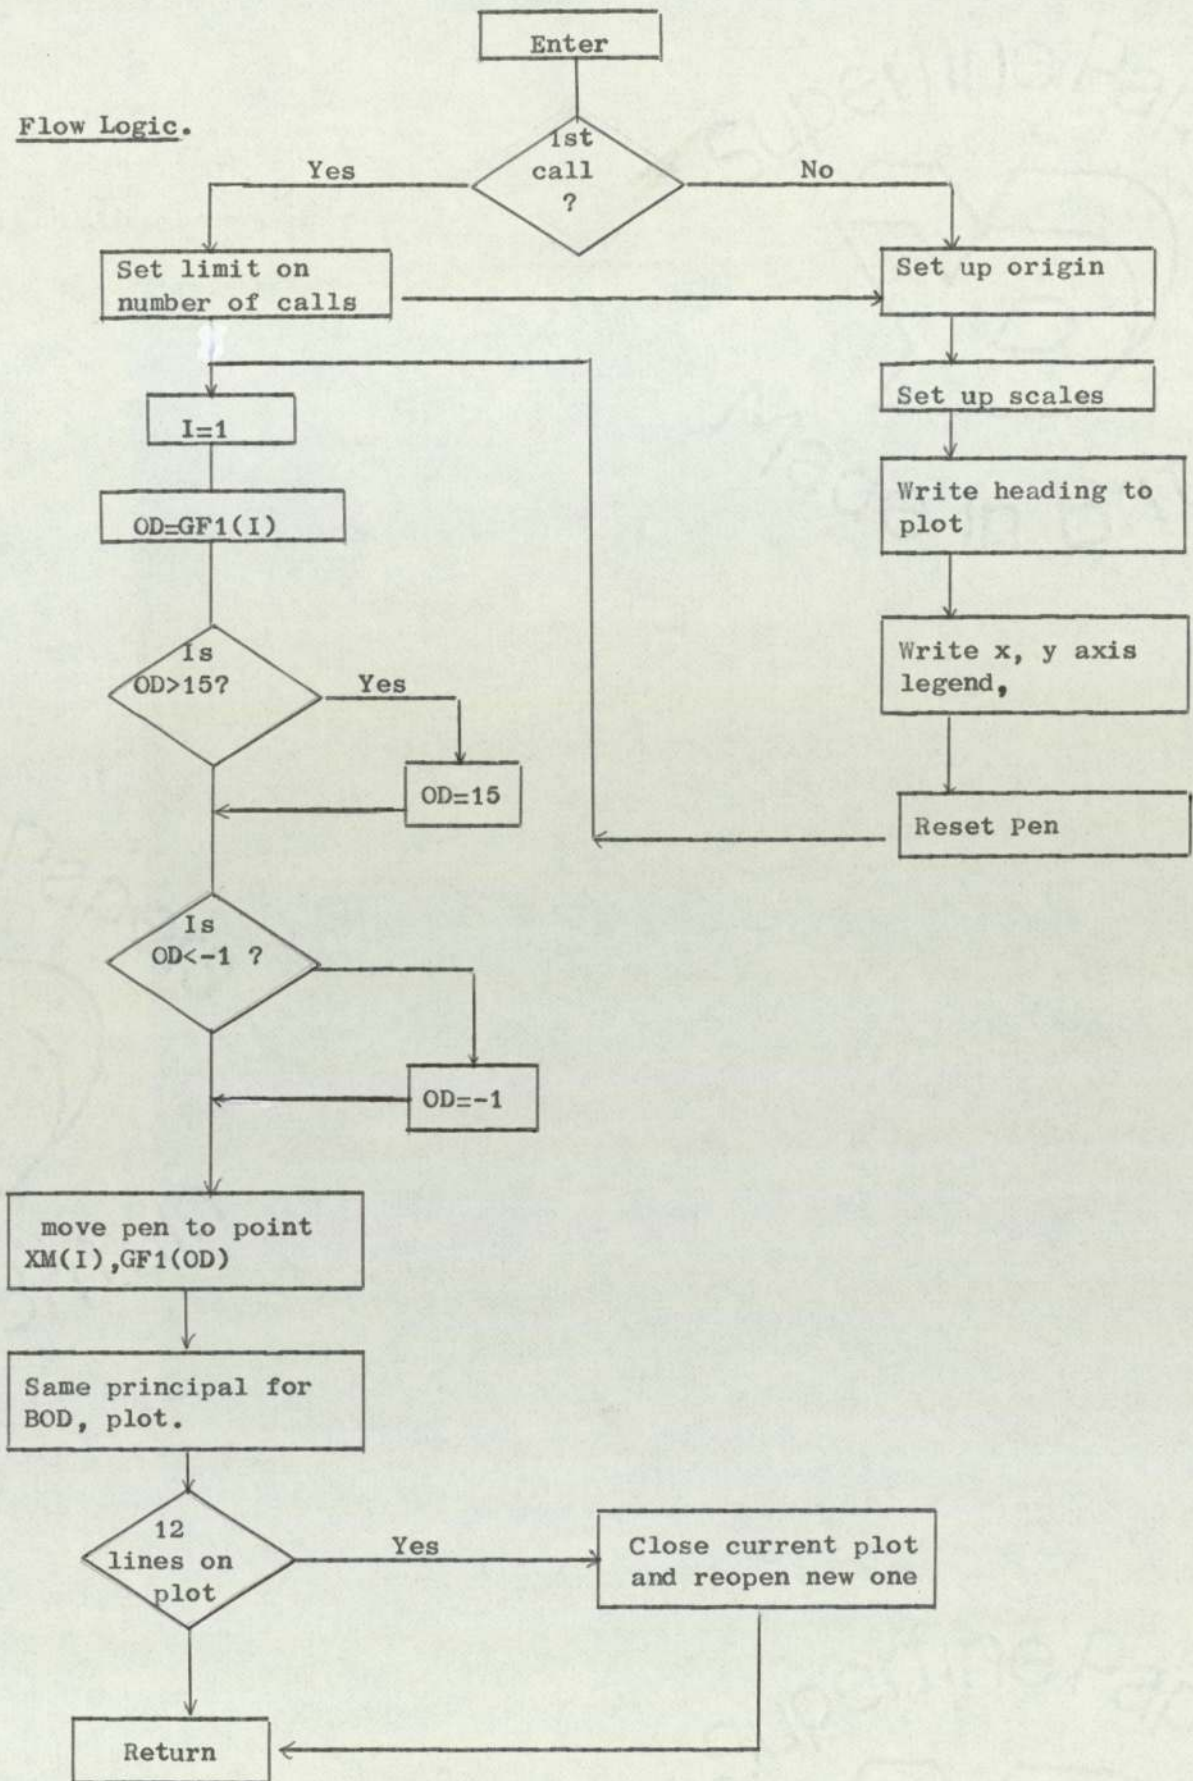 Enter
Flow Logic.
1st
call
?
Yes
No
Set limit on
number of calls
Set up origin
Set up scales
I=1
Write heading to
plot
OD=GF1(I)
Write x, y axis
legend,
Is
OD>15?
Yes
OD=15
Reset Pen
Is
OD<-1 ?
OD=-1
move pen to point
XM(I),GF1(OD)
Same principal for
BOD, plot.
12
lines on
plot
Yes
Close current plot
and reopen new one
Return